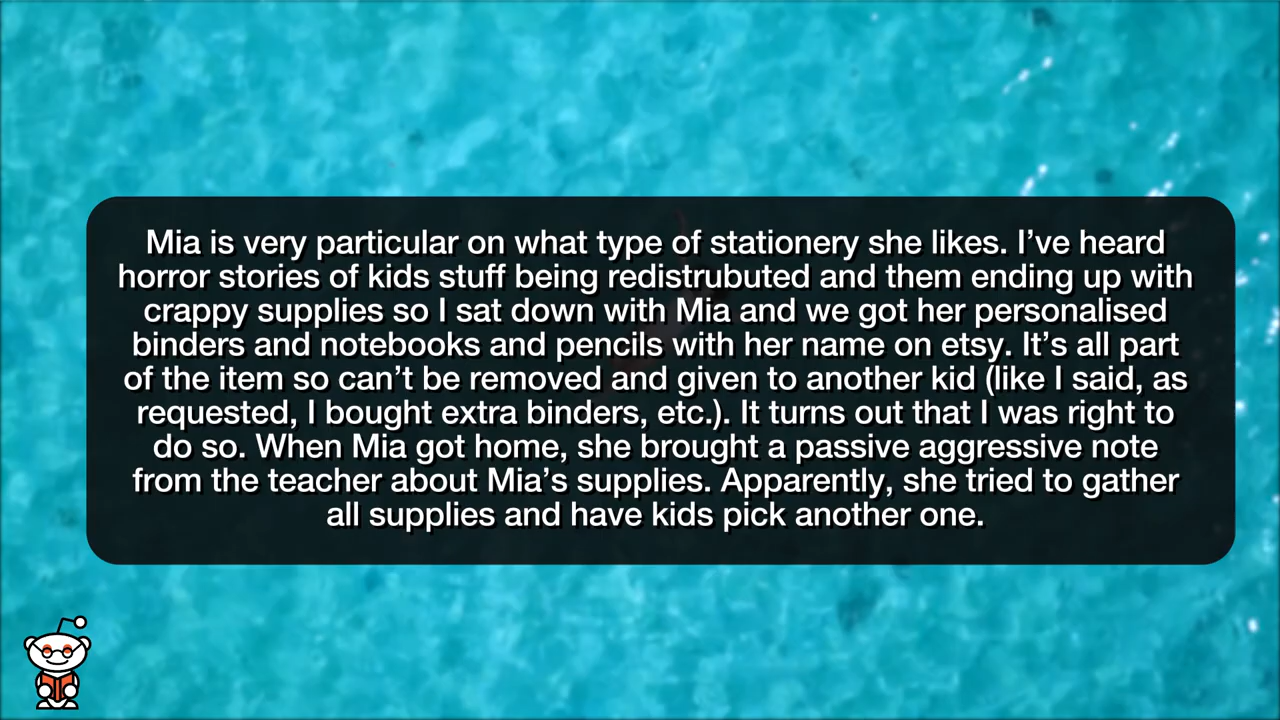 Mia is very particular on what type of stationery she likes. I’ve heard
horror stories of kids stuff being redistrubuted and them ending up with
crappy supplies so I sat down with Mia and we got her personalised
binders and notebooks and pencils with her name on etsy. It’s all part
of the item so can’t be removed and given to another kid (like I said, as
requested, I bought extra binders, etc.). It turns out that I was right to
do so. When Mia got home, she brought a passive aggressive note
from the teacher about Mia’s supplies. Apparently, she tried to gather
all supplies and have kids pick another one.